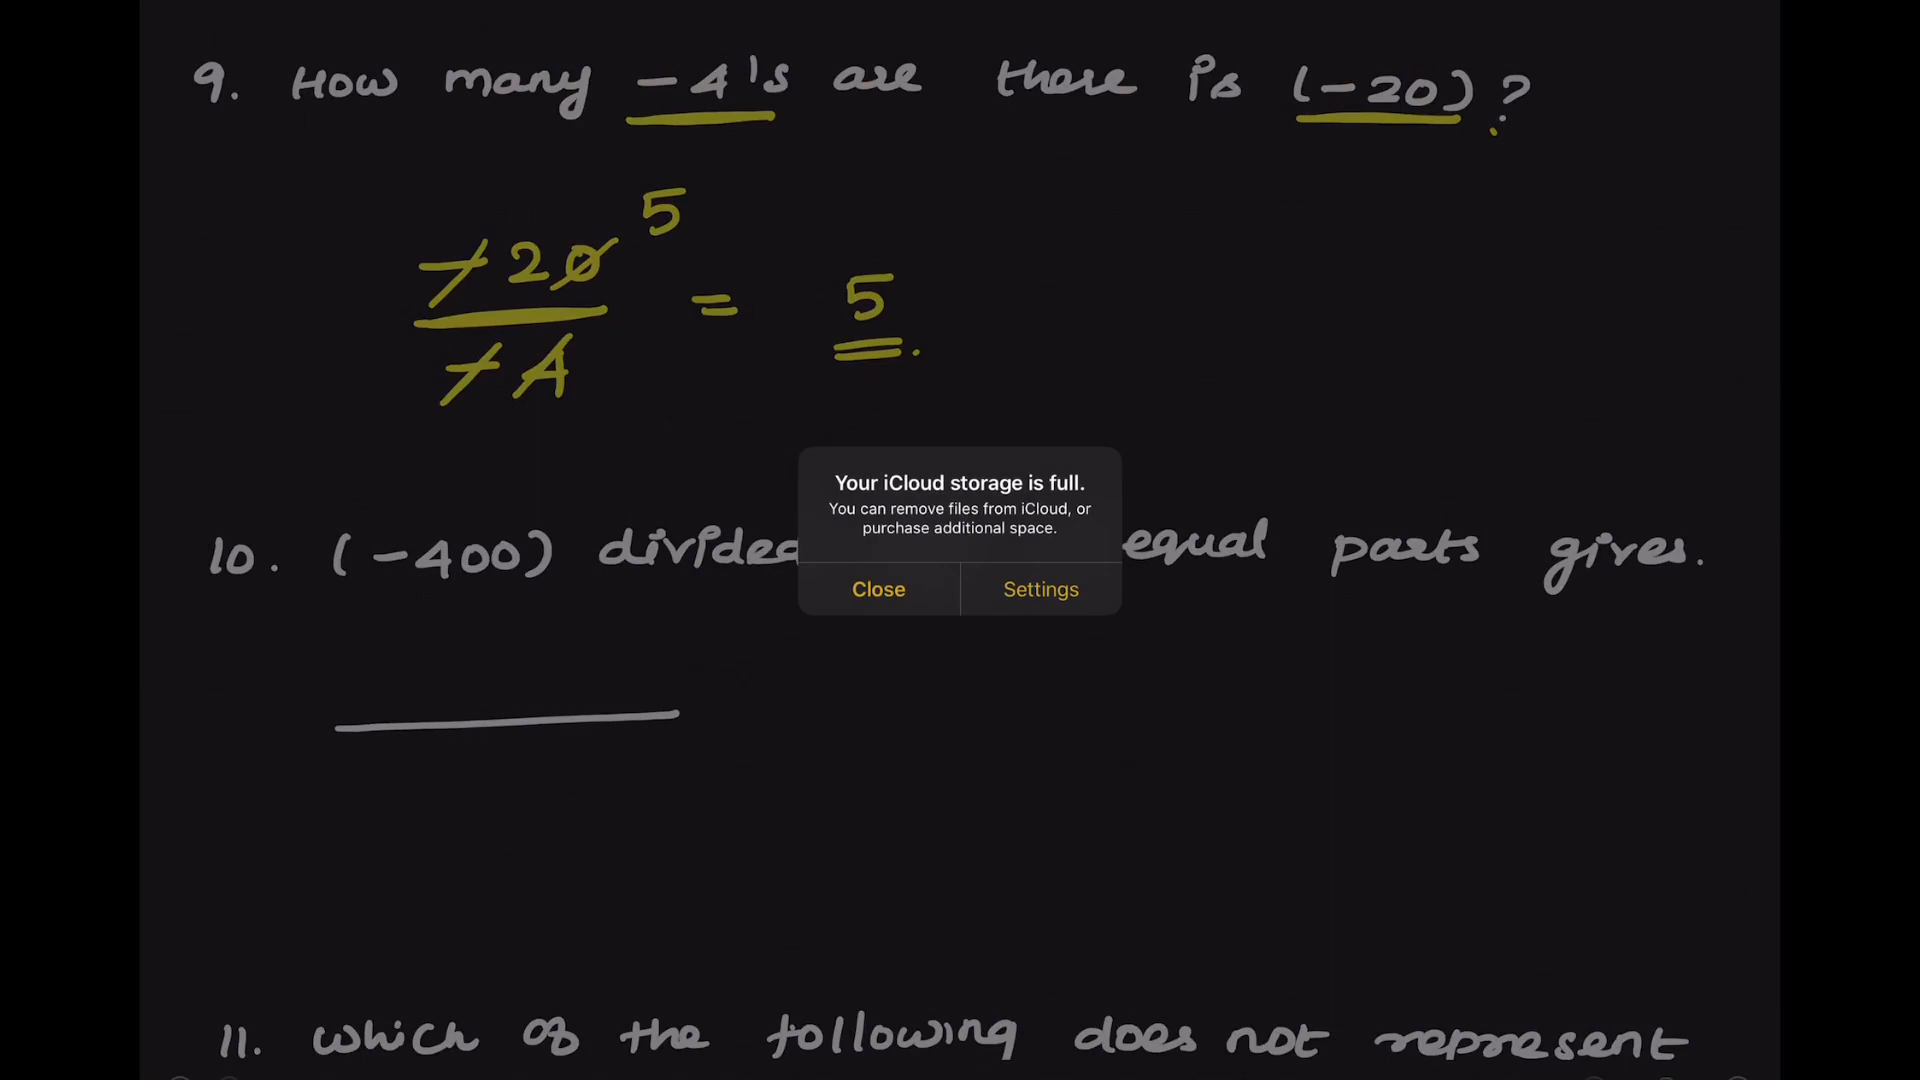 9. How many -4's are there is (-20)?
-20 5
-4 = 5.
Your iCloud storage is full.
You can remove files from iCloud, or
purchase additional space.
10. (-400) divided equal parts gives.
Close Settings
11. which of the following does not represent